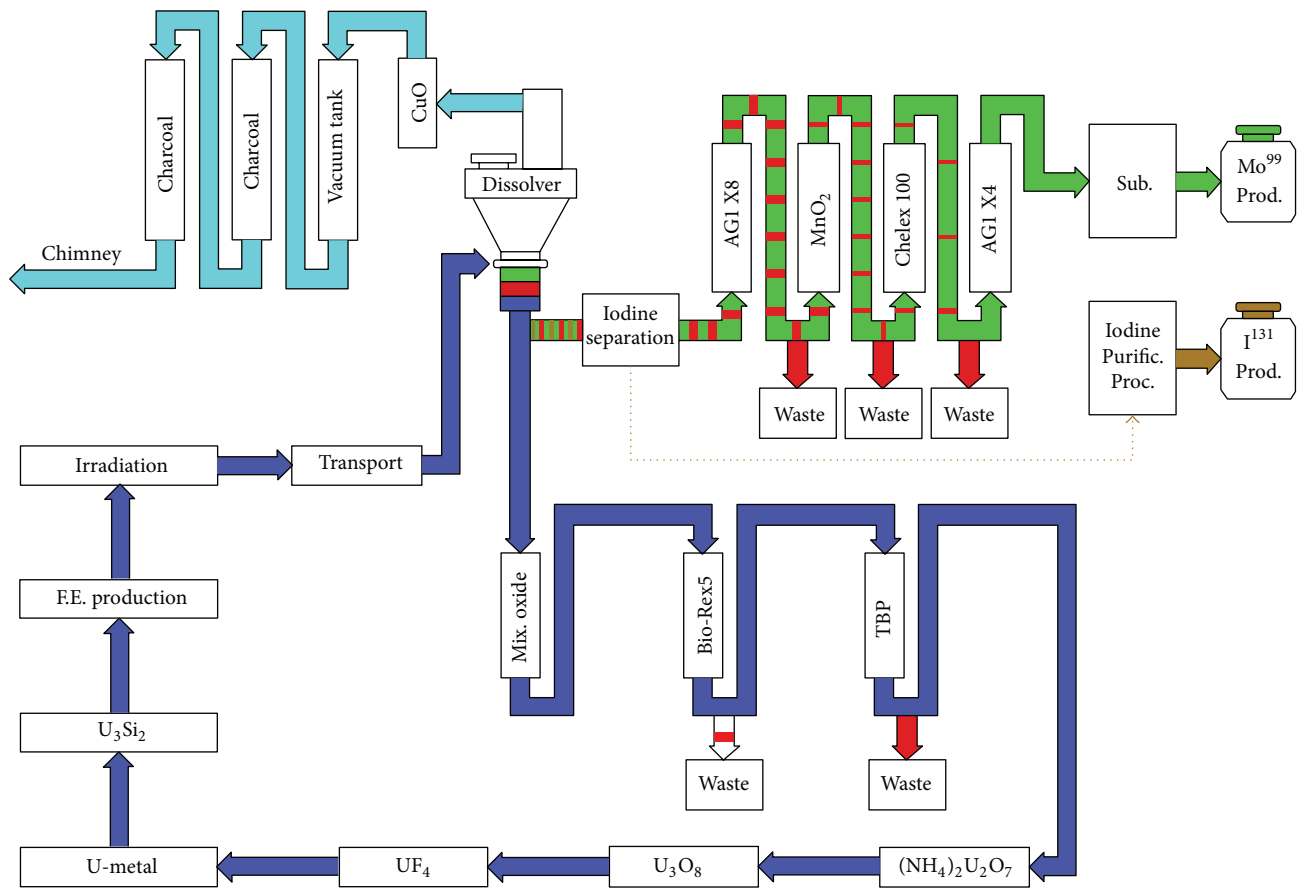 Charcoal
Charcoal
Vacuum tank
CuO
Chimney
Dissolver
Iodine
separation
AG1 X8
MnO₂
Chelex 100
AG1 X4
Sub.
Mo⁹⁹
Prod.
Waste
Waste
Waste
Iodine
Purific.
Proc.
I¹³¹
Prod.
Irradiation
Transport
F.E. production
U₃Si₂
U-metal
Mix. oxide
Bio-Rex5
TBP
Waste
Waste
UF₄
U₃O₈
(NH₄)₂U₂O₇